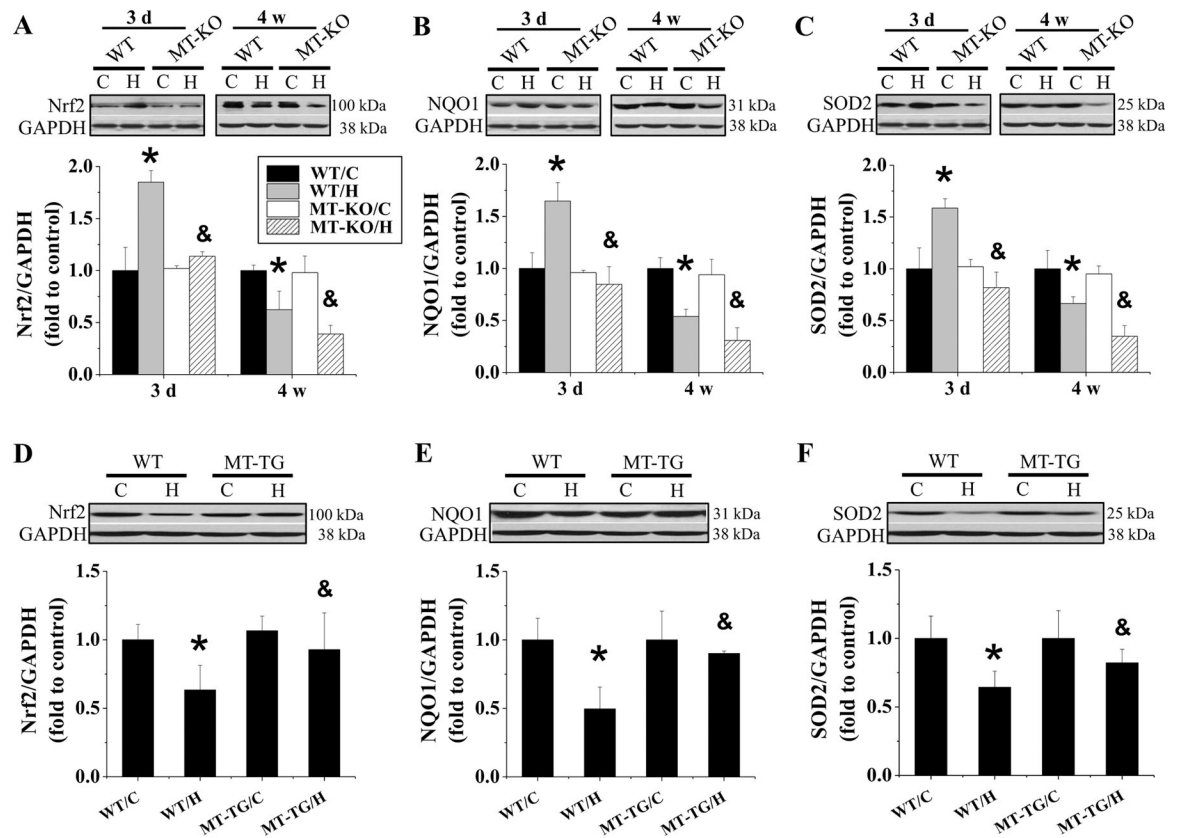 A
3 d
4 w
WT
MT-KO
WT
MT-KO
C H C H
C H C H
Nrf2
100 kDa
GAPDH
38 kDa
Nrf2/GAPDH
(fold to control)
2.0
1.5
1.0
0.5
0.0
*
&
*
&
3 d
4 w
WT/C
WT/H
MT-KO/C
MT-KO/H
B
3 d
4 w
WT
MT-KO
WT
MT-KO
C H C H
C H C H
NQO1
31 kDa
GAPDH
38 kDa
NQO1/GAPDH
(fold to control)
2.0
1.5
1.0
0.5
0.0
*
&
*
&
3 d
4 w
C
3 d
4 w
WT
MT-KO
WT
MT-KO
C H C H
C H C H
SOD2
25 kDa
GAPDH
38 kDa
SOD2/GAPDH
(fold to control)
2.0
1.5
1.0
0.5
0.0
*
&
*
&
3 d
4 w
D
WT
MT-TG
C H C H
Nrf2
100 kDa
GAPDH
38 kDa
Nrf2/GAPDH
(fold to control)
1.5
1.0
0.5
0.0
*
&
WT/C
WT/H
MT-TG/C
MT-TG/H
E
WT
MT-TG
C H C H
NQO1
31 kDa
GAPDH
38 kDa
NQO1/GAPDH
(fold to control)
1.5
1.0
0.5
0.0
*
&
WT/C
WT/H
MT-TG/C
MT-TG/H
F
WT
MT-TG
C H C H
SOD2
25 kDa
GAPDH
38 kDa
SOD2/GAPDH
(fold to control)
1.5
1.0
0.5
0.0
*
&
WT/C
WT/H
MT-TG/C
MT-TG/H